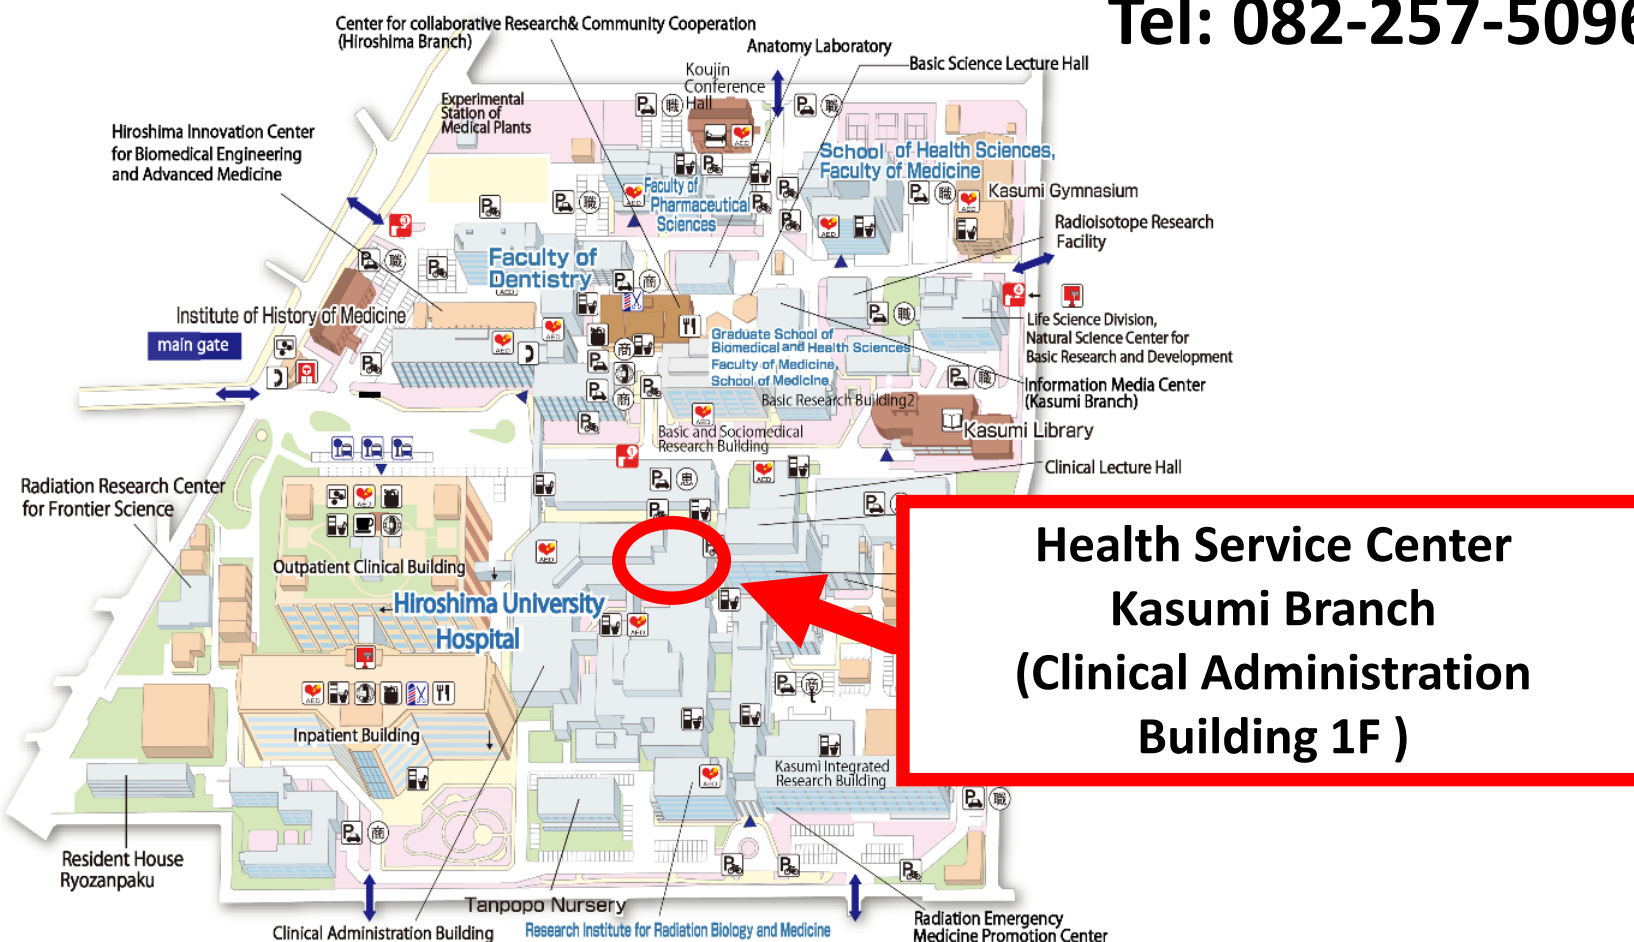 Tel: 082-257-5096
Center for collaborative Research& Community Cooperation
(Hiroshima Branch)
Anatomy Laboratory
Basic Science Lecture Hall
Koujin
Conference
Hall
Experimental
Station of
Medical Plants
Hiroshima Innovation Center
for Biomedical Engineering
and Advanced Medicine
School of Health Sciences,
Faculty of Medicine
Kasumi Gymnasium
Faculty of
Pharmaceutical
Sciences
Radioisotope Research
Facility
Faculty of
Dentistry
Institute of History of Medicine
main gate
Life Science Division,
Natural Science Center for
Basic Research and Development
Graduate School of
Biomedical and Health Sciences
Faculty of Medicine,
School of Medicine
Information Media Center
(Kasumi Branch)
Basic Research Building2
Basic and Sociomedical
Research Building
Kasumi Library
Clinical Lecture Hall
Radiation Research Center
for Frontier Science
Health Service Center
Kasumi Branch
(Clinical Administration
Building 1F )
Outpatient Clinical Building
Hiroshima University
Hospital
Inpatient Building
Kasumi Integrated
Research Building
Resident House
Ryozanpaku
Tanpopo Nursery
Clinical Administration Building
Research Institute for Radiation Biology and Medicine
Radiation Emergency
Medicine Promotion Center